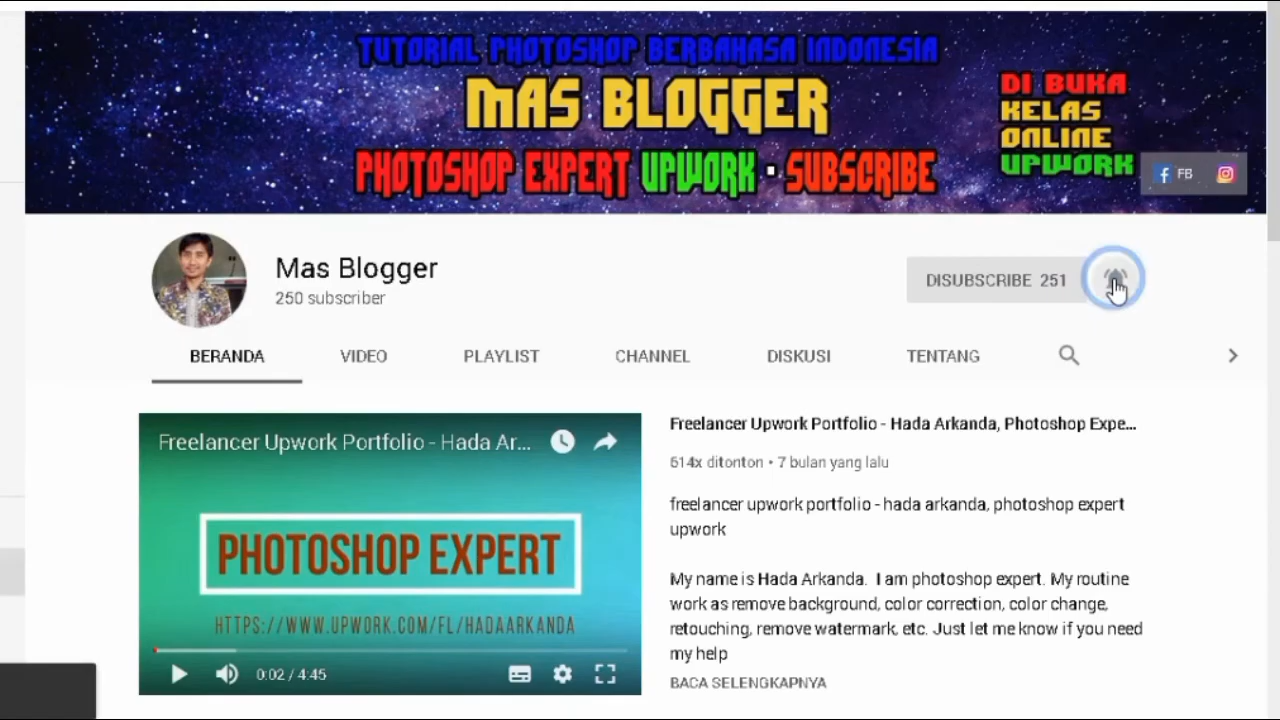 TUTORIAL PHOTOSHOP BERBAHASA INDONESIA
MAS BLOGGER
PHOTOSHOP EXPERT UPWORK · SUBSCRIBE
DI BUKA
KELAS
ONLINE
UPWORK
FB
Mas Blogger
250 subscriber
DISUBSCRIBE 251
BERANDA VIDEO PLAYLIST CHANNEL DISKUSI TENTANG
Freelancer Upwork Portfolio - Hada Ar...
PHOTOSHOP EXPERT
HTTPS://WWW.UPWORK.COM/FL/HADAARKANDA
0:02 / 4:45
Freelancer Upwork Portfolio - Hada Arkanda, Photoshop Expe...
614x ditonton • 7 bulan yang lalu
freelancer upwork portfolio - hada arkanda, photoshop expert
upwork
My name is Hada Arkanda. I am photoshop expert. My routine
work as remove background, color correction, color change,
retouching, remove watermark, etc. Just let me know if you need
my help
BACA SELENGKAPNYA